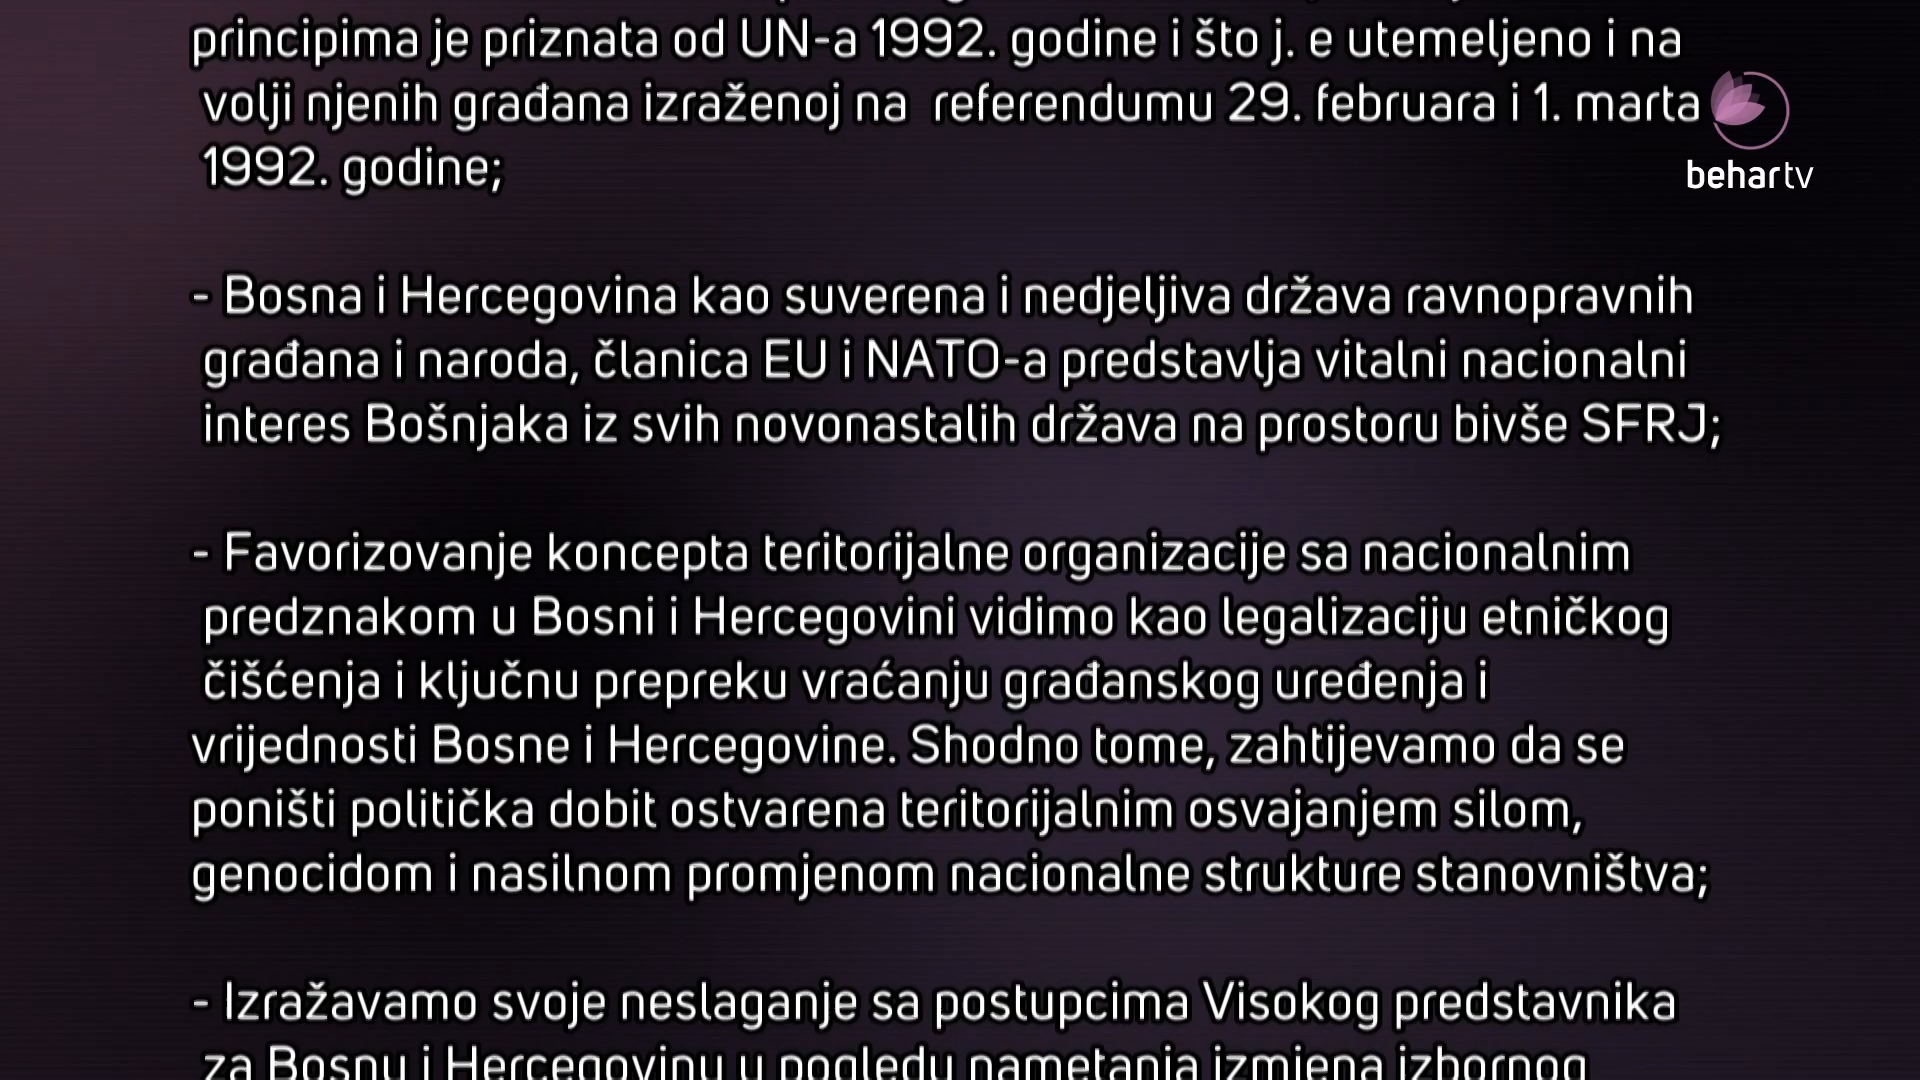 principima je priznata od UN-a 1992. godine i što j. e utemeljeno i na
volji njenih građana izraženoj na referendumu 29. februara i 1. marta
1992. godine;
behartv
- Bosna i Hercegovina kao suverena i nedjeljiva država ravnopravnih
građana i naroda, članica EU i NATO-a predstavlja vitalni nacionalni
interes Bošnjaka iz svih novonastalih država na prostoru bivše SFRJ;
- Favorizovanje koncepta teritorijalne organizacije sa nacionalnim
predznakom u Bosni i Hercegovini vidimo kao legalizaciju etničkog
čišćenja i ključnu prepreku vraćanju građanskog uređenja i
vrijednosti Bosne i Hercegovine. Shodno tome, zahtijevamo da se
poništi politička dobit ostvarena teritorijalnim osvajanjem silom,
genocidom i nasilnom promjenom nacionalne strukture stanovništva;
- Izražavamo svoje neslaganje sa postupcima Visokog predstavnika
za Bosnu i Hercegovinu u pogledu nametanja izmjena izbornog